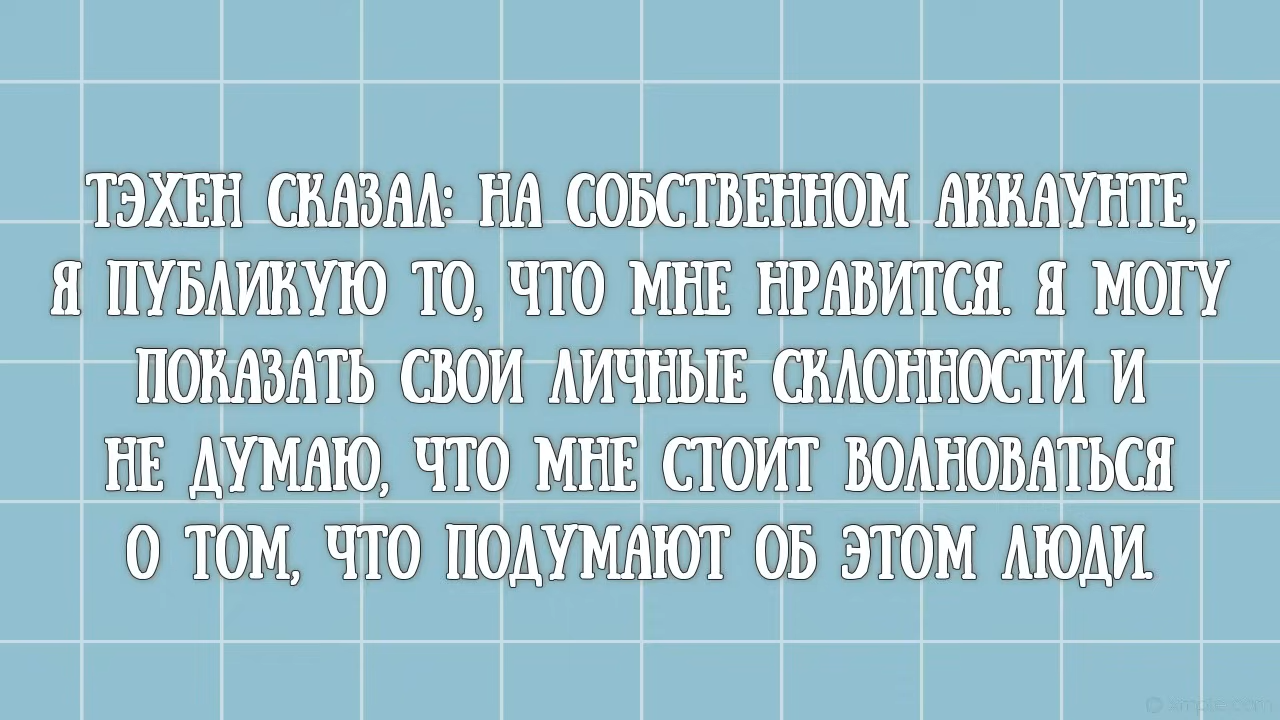 ТЭХЕН СКАЗАЛ: НА СОБСТВЕННОМ АККАУНТЕ,
Я ПУБЛИКУЮ ТО, ЧТО МНЕ НРАВИТСЯ. Я МОГУ
ПОКАЗАТЬ СВОИ ЛИЧНЫЕ СКЛОННОСТИ И
НЕ ДУМАЮ, ЧТО МНЕ СТОИТ ВОЛНОВАТЬСЯ
О ТОМ, ЧТО ПОДУМАЮТ ОБ ЭТОМ ЛЮДИ.